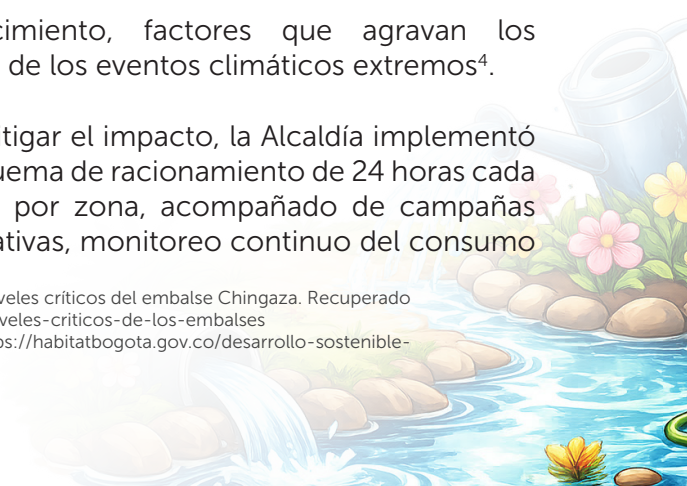 cimiento, factores que agravan los
de los eventos climáticos extremos⁴.
itigar el impacto, la Alcaldía implementó
uema de racionamiento de 24 horas cada
por zona, acompañado de campañas
ativas, monitoreo continuo del consumo
veles críticos del embalse Chingaza. Recuperado
veles-criticos-de-los-embalses
ps://habitatbogota.gov.co/desarrollo-sostenible-